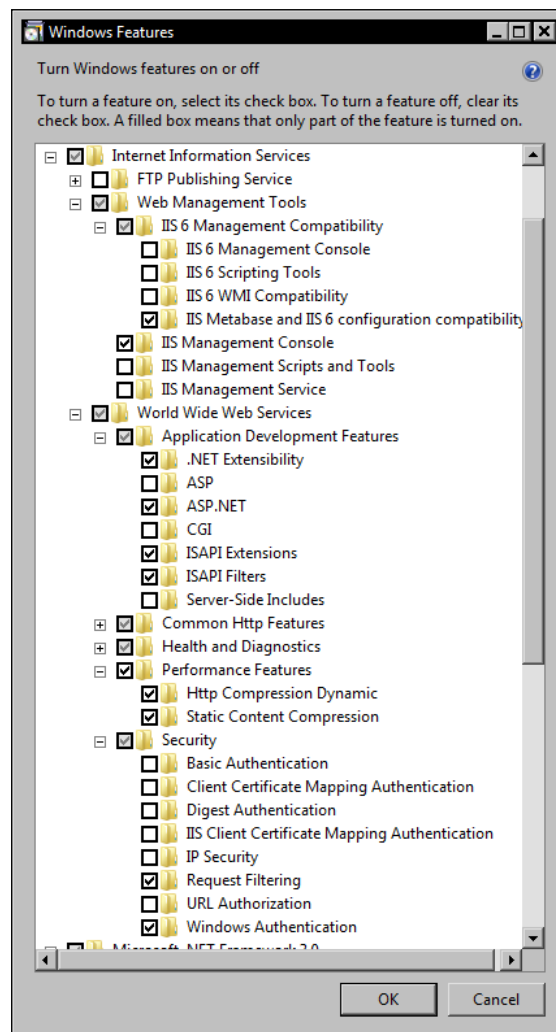 Windows Features
Turn Windows features on or off
To turn a feature on, select its check box. To turn a feature off, clear its
check box. A filled box means that only part of the feature is turned on.
Internet Information Services
FTP Publishing Service
Web Management Tools
IIS 6 Management Compatibility
IIS 6 Management Console
IIS 6 Scripting Tools
IIS 6 WMI Compatibility
IIS Metabase and IIS 6 configuration compatibility
IIS Management Console
IIS Management Scripts and Tools
IIS Management Service
World Wide Web Services
Application Development Features
.NET Extensibility
ASP
ASP.NET
CGI
ISAPI Extensions
ISAPI Filters
Server-Side Includes
Common Http Features
Health and Diagnostics
Performance Features
Http Compression Dynamic
Static Content Compression
Security
Basic Authentication
Client Certificate Mapping Authentication
Digest Authentication
IIS Client Certificate Mapping Authentication
IP Security
Request Filtering
URL Authorization
Windows Authentication
Microsoft .NET Framework 3.0
OK Cancel